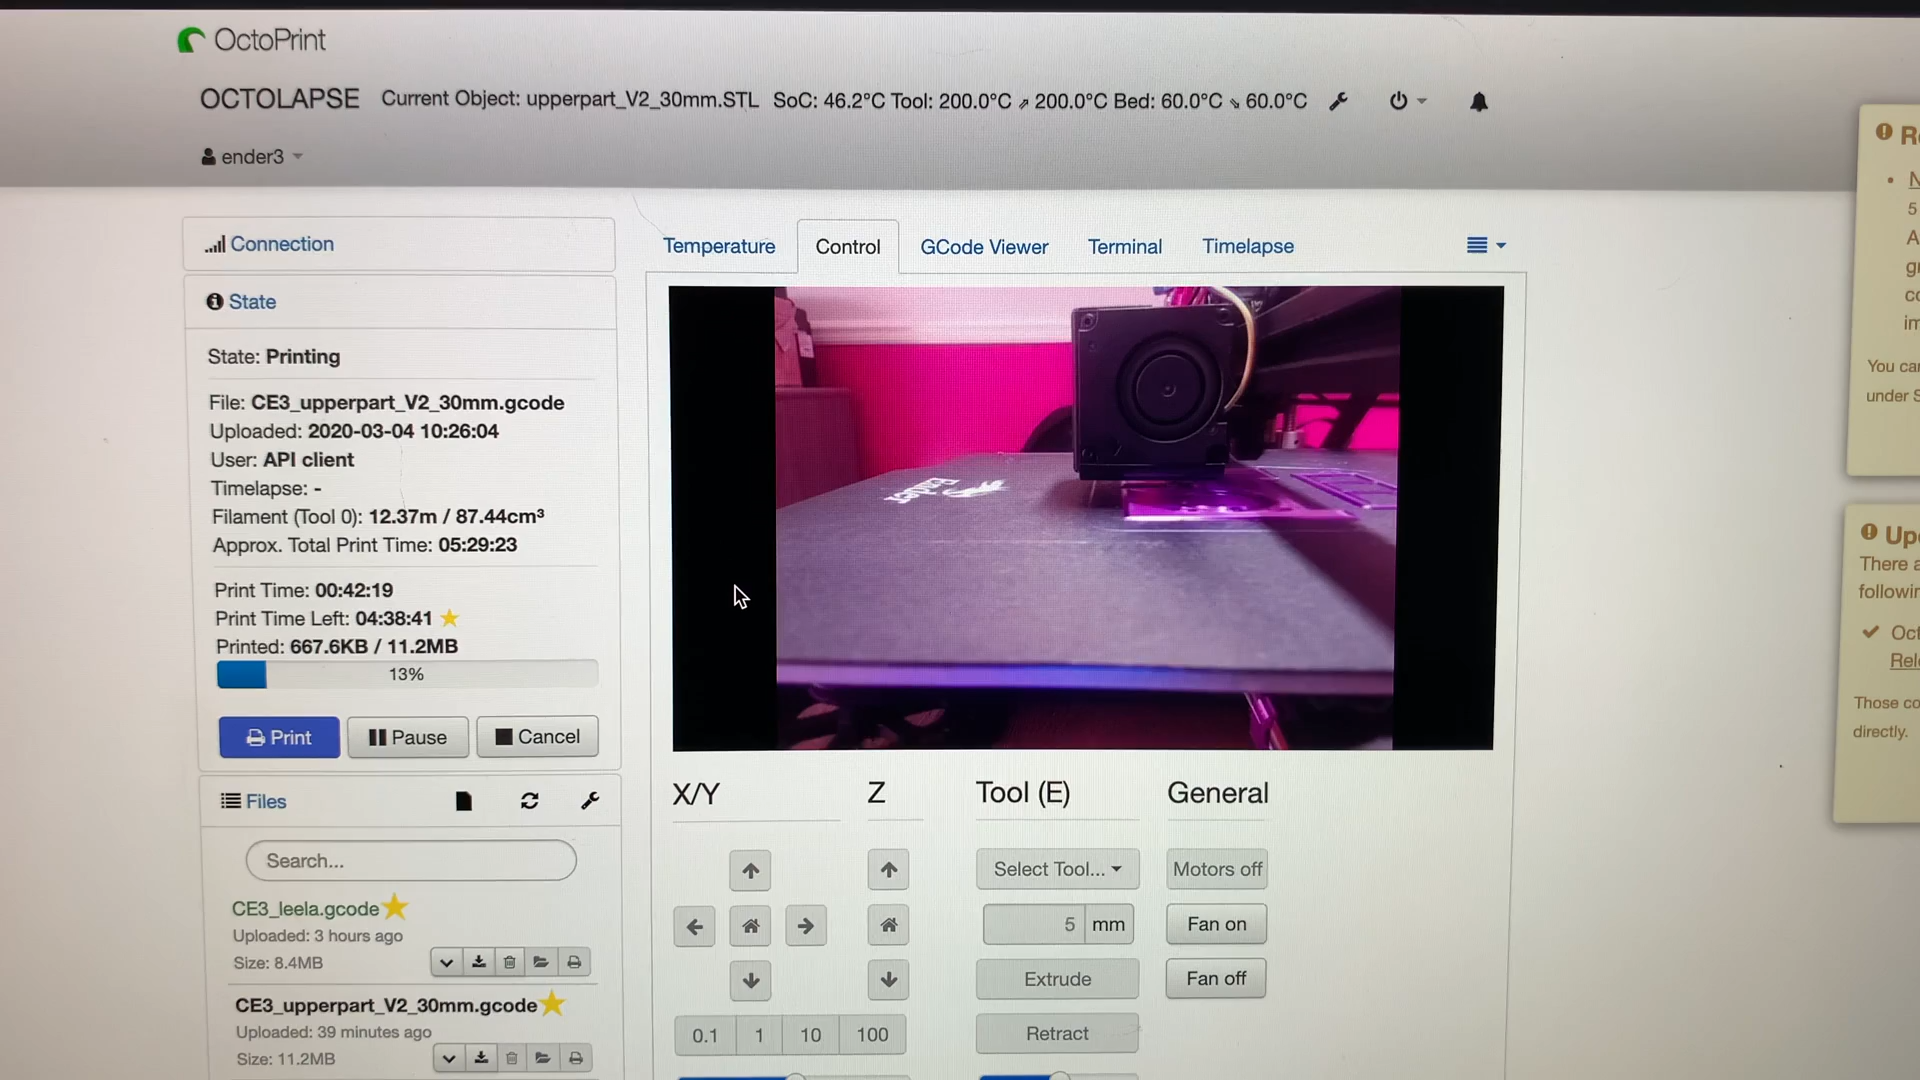 OctoPrint
OCTOLAPSE Current Object: upperpart_V2_30mm.STL SoC: 46.2°C Tool: 200.0°C ⇗ 200.0°C Bed: 60.0°C ⇘ 60.0°C
ender3
Connection
State
State: Printing
File: CE3_upperpart_V2_30mm.gcode
Uploaded: 2020-03-04 10:26:04
User: API client
Timelapse: -
Filament (Tool 0): 12.37m / 87.44cm³
Approx. Total Print Time: 05:29:23
Print Time: 00:42:19
Print Time Left: 04:38:41
Printed: 667.6KB / 11.2MB
13%
Print Pause Cancel
Files
Search...
CE3_leela.gcode
Uploaded: 3 hours ago
Size: 8.4MB
CE3_upperpart_V2_30mm.gcode
Uploaded: 39 minutes ago
Size: 11.2MB
Temperature Control GCode Viewer Terminal Timelapse
Ender
X/Y Z Tool (E) General
Select Tool... Motors off
5 mm Fan on
Extrude Fan off
0.1 1 10 100 Retract
You can
under S
There a
followin
Oct
Rel
Those co
directly.